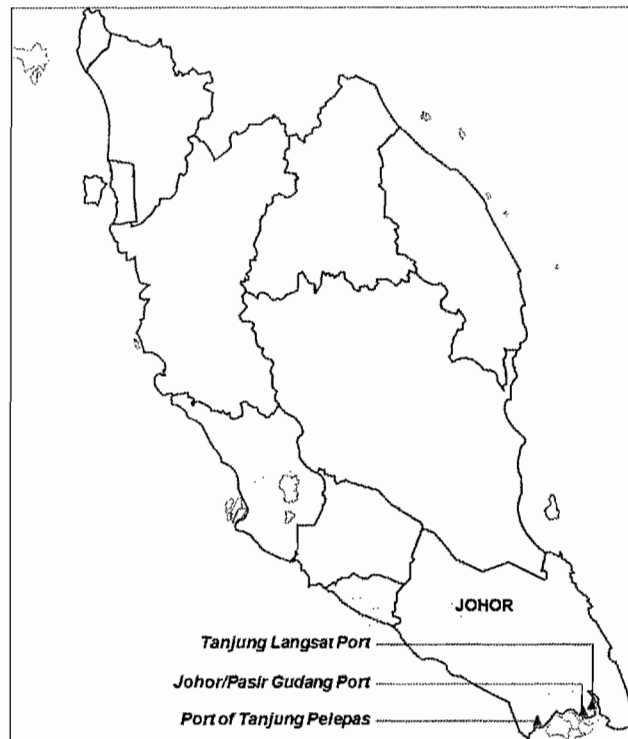 JOHOR
Tanjung Langsat Port
Johor/Pasir Gudang Port
Port of Tanjung Pelepas